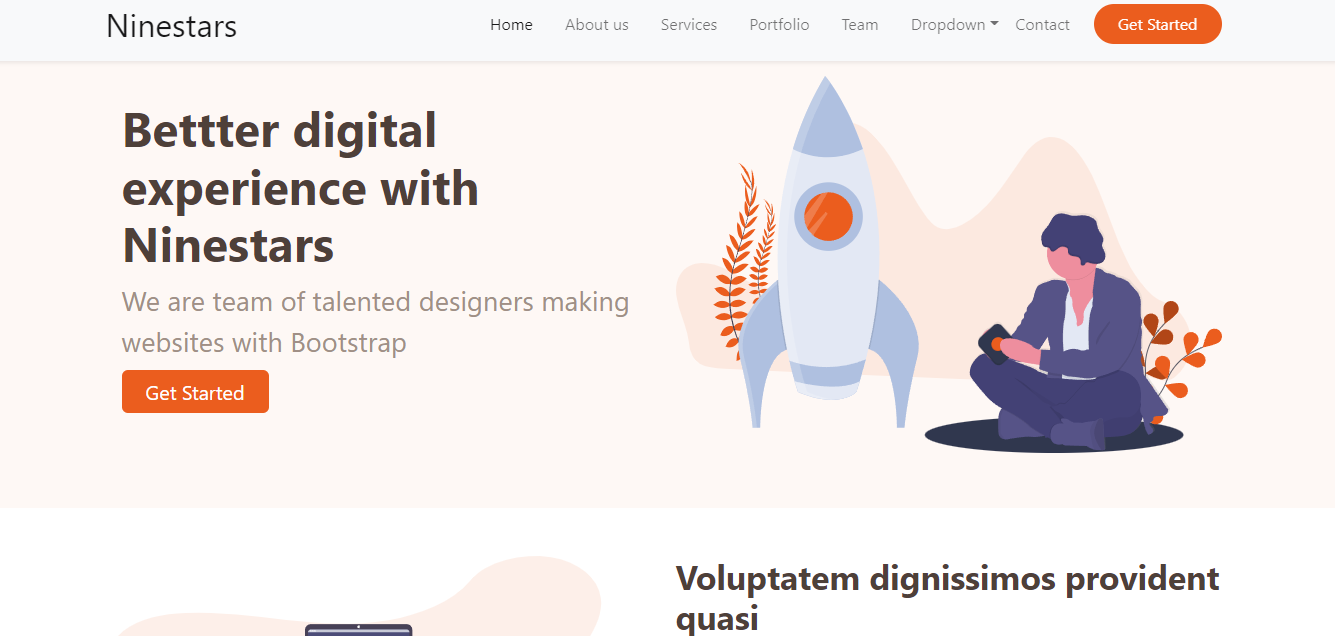 Ninestars
Home About us Services Portfolio Team Dropdown Contact Get Started
Bettter digital
experience with
Ninestars
We are team of talented designers making
websites with Bootstrap
Get Started
Voluptatem dignissimos provident
quasi